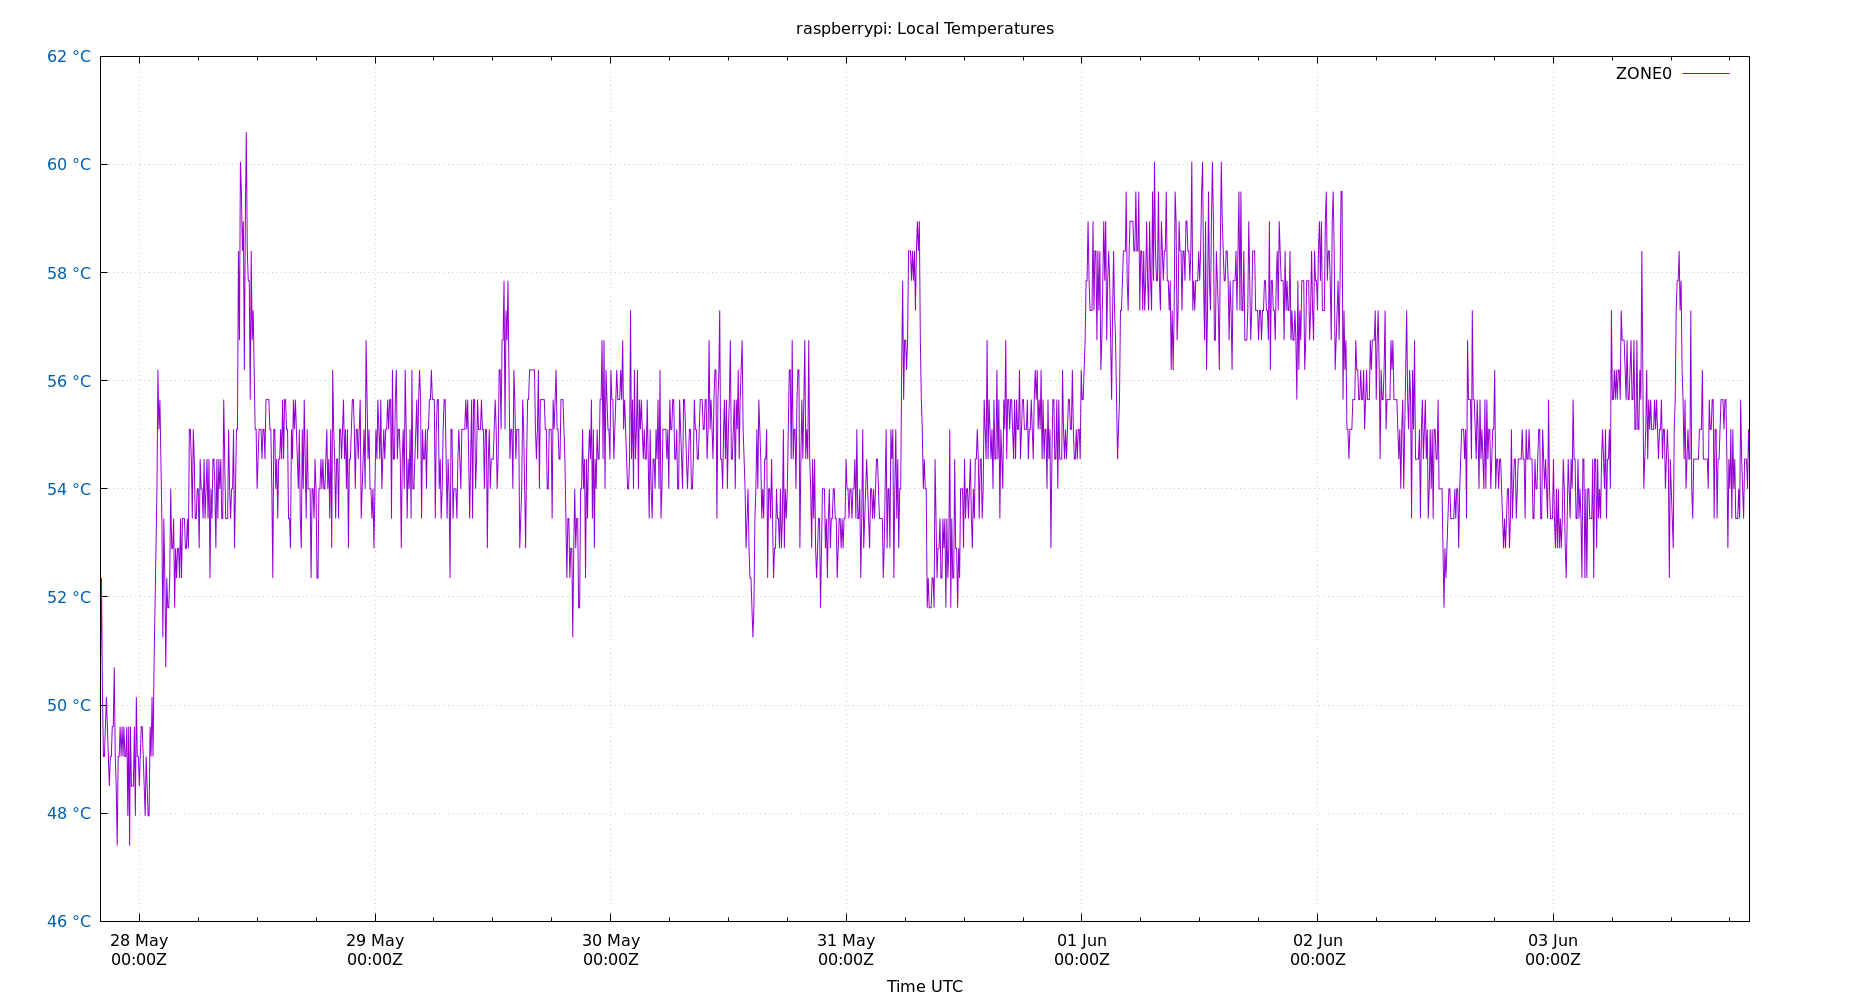 raspberrypi: Local Temperatures
62 °C
ZONE0
60 °C
58 °C
56 °C
54 °C
52 °C
50 °C
48 °C
46 °C
28 May 29 May 30 May 31 May 01 Jun 02 Jun 03 Jun
00:00Z 00:00Z 00:00Z 00:00Z 00:00Z 00:00Z 00:00Z
Time UTC